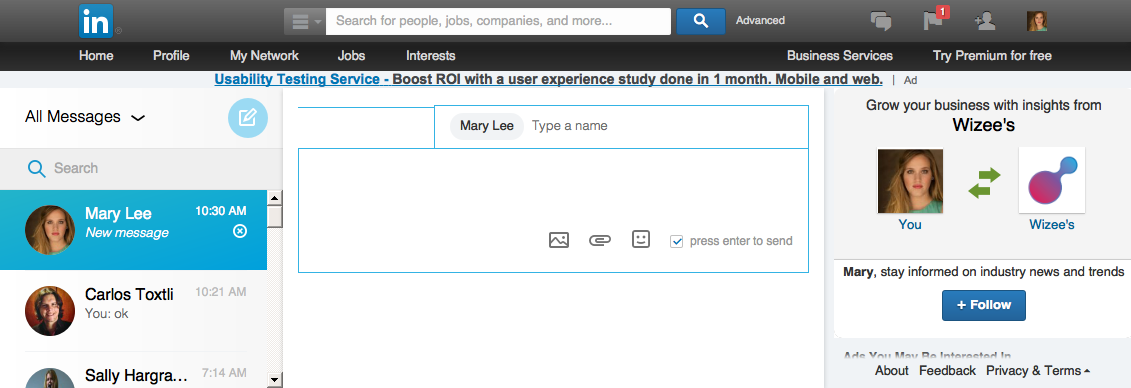 in
Search for people, jobs, companies, and more...
Advanced
1
Home Profile My Network Jobs Interests Business Services Try Premium for free
Usability Testing Service - Boost ROI with a user experience study done in 1 month. Mobile and web. | Ad
All Messages
Search
Mary Lee 10:30 AM
New message
Carlos Toxtli 10:21 AM
You: ok
Sally Hargra... 7:14 AM
Mary Lee Type a name
press enter to send
Grow your business with insights from
Wizee's
You Wizee's
Mary, stay informed on industry news and trends
+ Follow
Ads You May Be Interested In
About Feedback Privacy & Terms